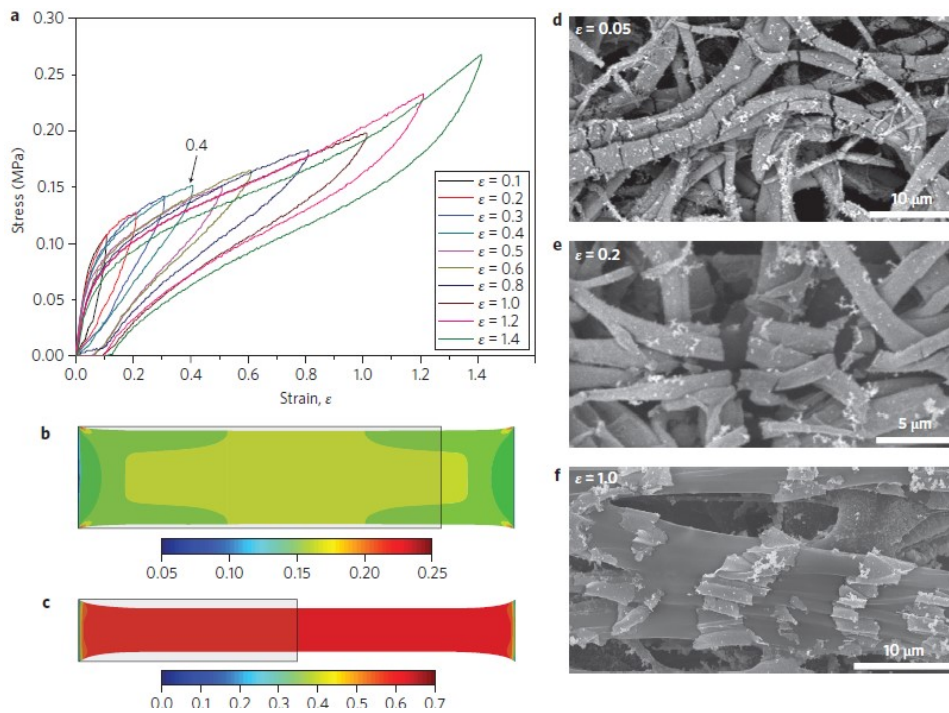 a
0.30
0.25
0.20
0.15
0.10
0.05
0.00
Stress (MPa)
0.4
ε = 0.1
ε = 0.2
ε = 0.3
ε = 0.4
ε = 0.5
ε = 0.6
ε = 0.8
ε = 1.0
ε = 1.2
ε = 1.4
0.0 0.2 0.4 0.6 0.8 1.0 1.2 1.4
Strain, ε
b
0.05 0.10 0.15 0.20 0.25
c
0.0 0.1 0.2 0.3 0.4 0.5 0.6 0.7
d
ε = 0.05
10 μm
e
ε = 0.2
5 μm
f
ε = 1.0
10 μm